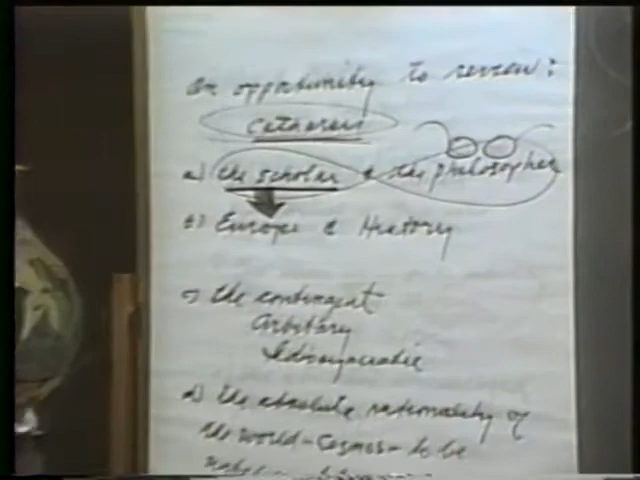 An opportunity to review:
Catharsis
a) the scholar & the philosopher
b) Europe & History
c) the contingent
Arbitrary
Idiosyncratic
d) the absolute rationality of
the world - Cosmos - to be